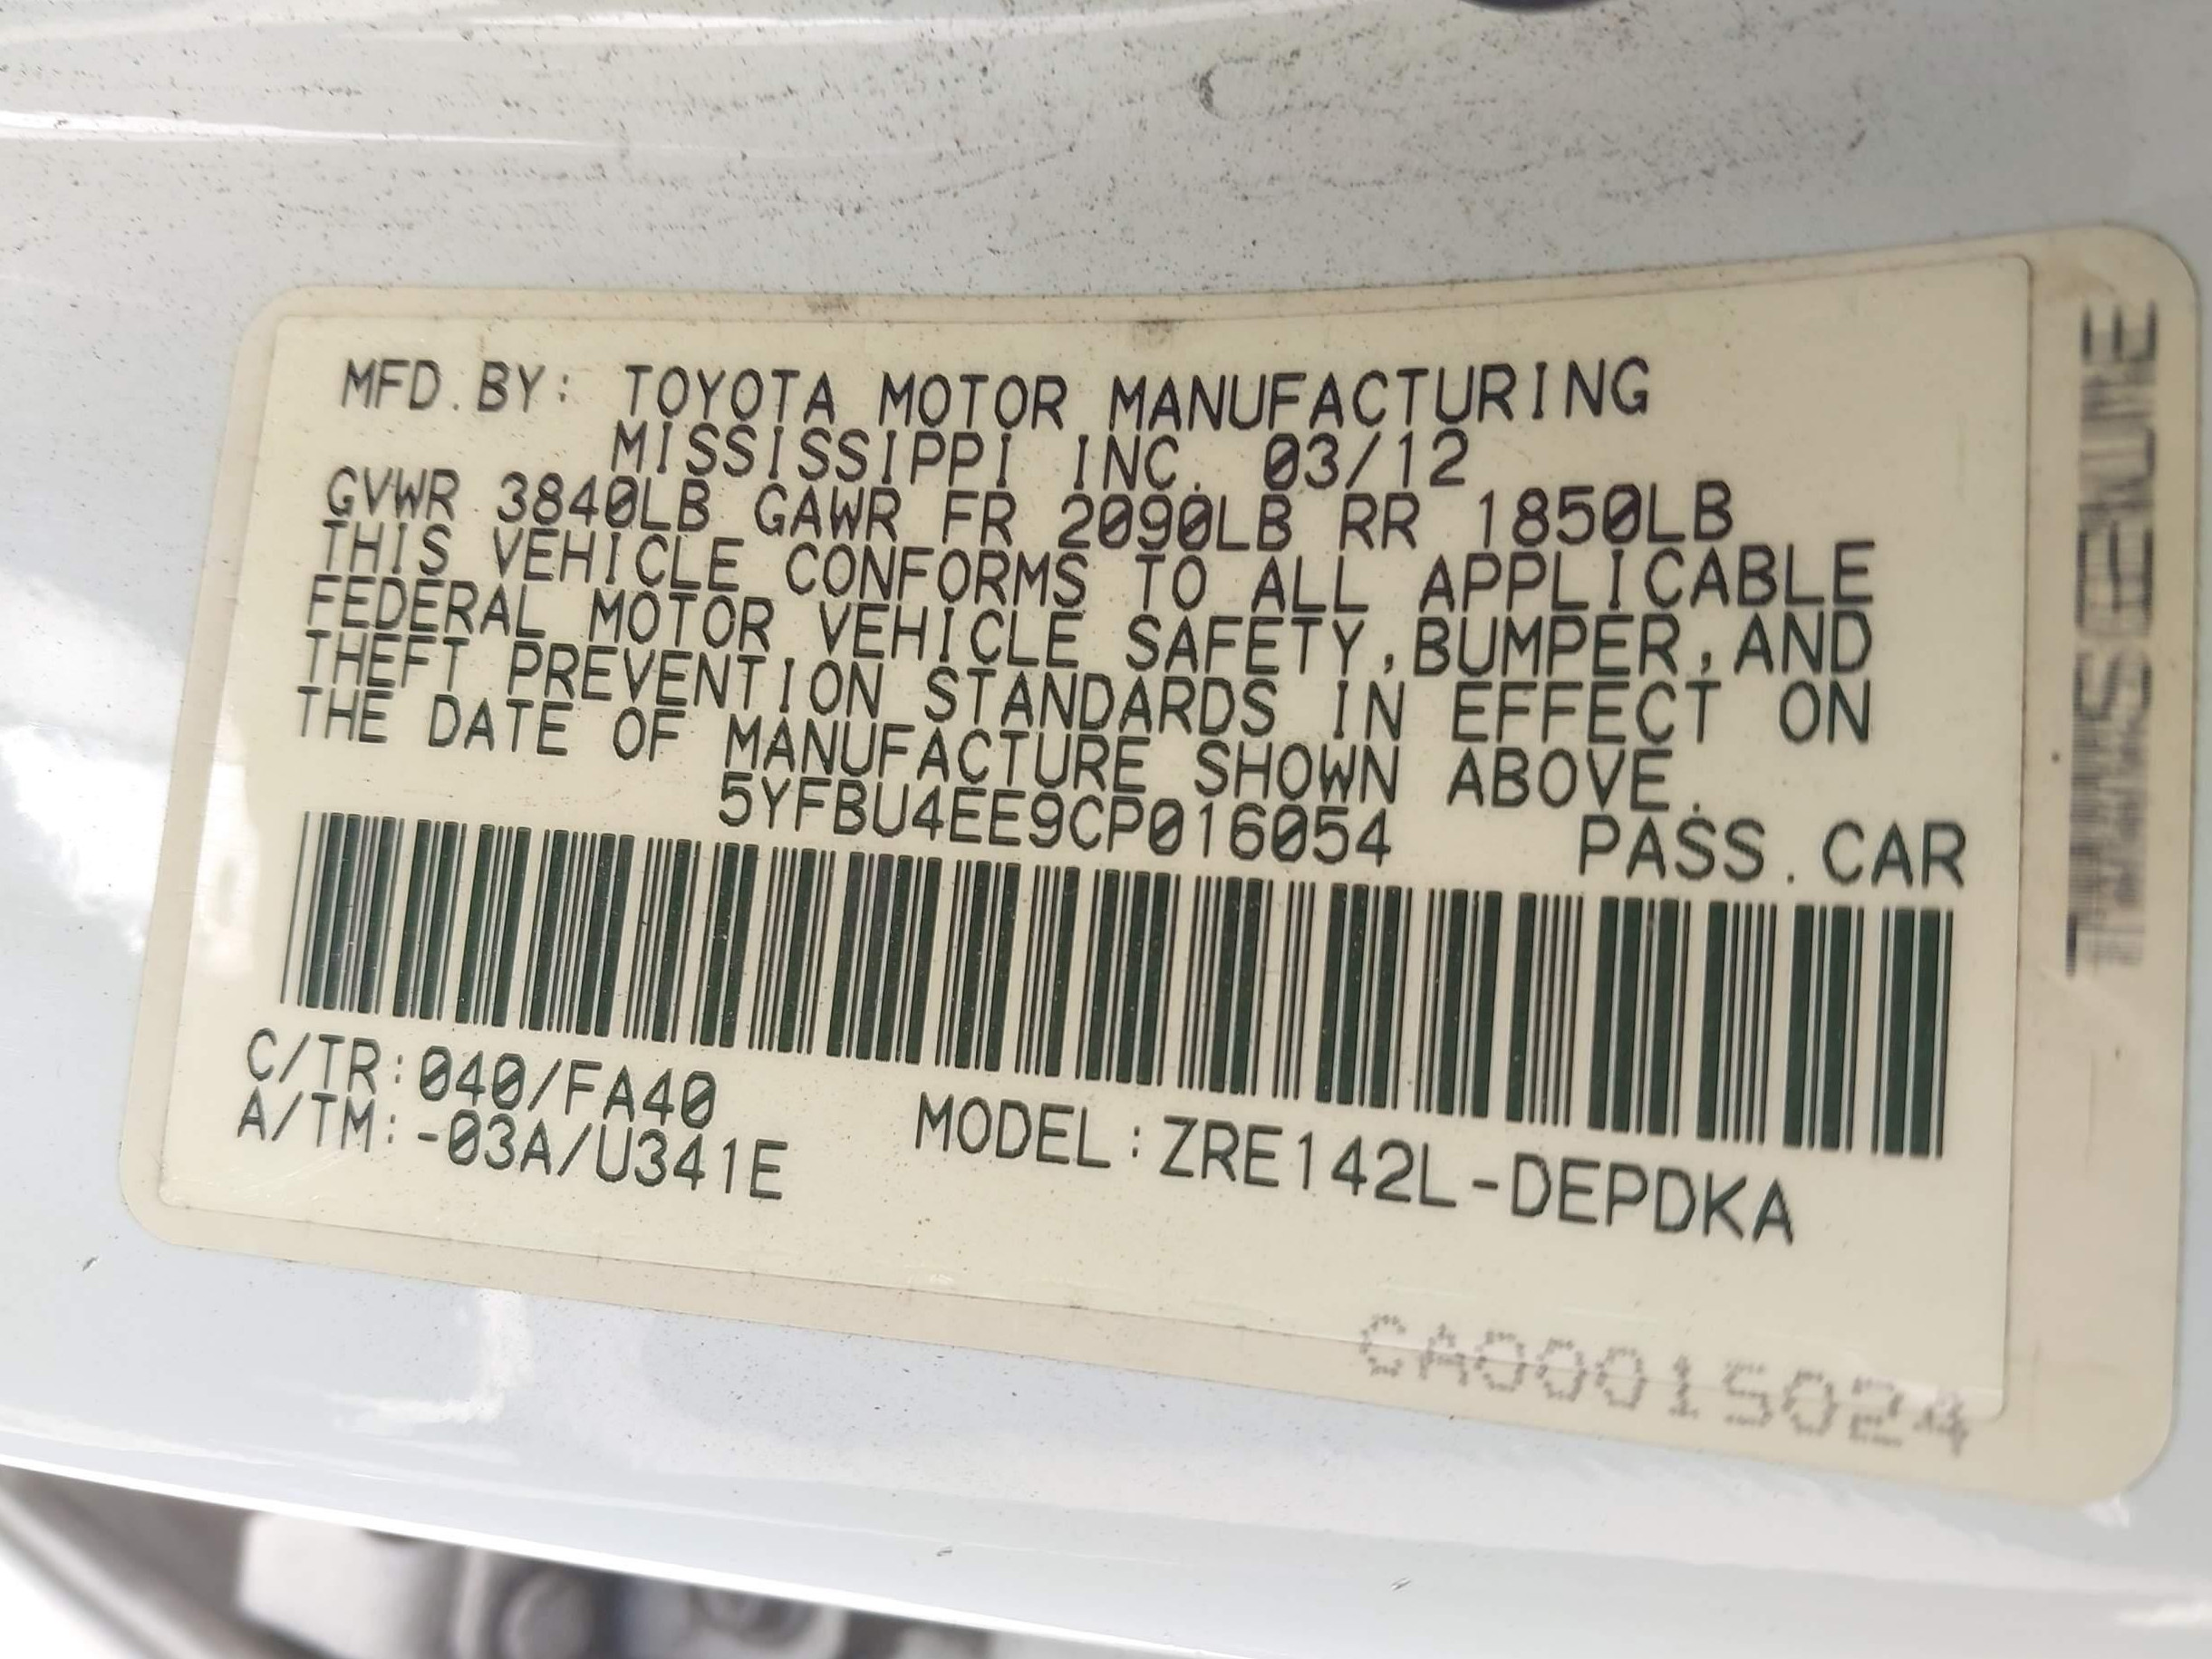 MFD.BY: TOYOTA MOTOR MANUFACTURING
MISSISSIPPI INC. 03/12
GVWR 3840LB GAWR FR 2090LB RR 1850LB
THIS VEHICLE CONFORMS TO ALL APPLICABLE
FEDERAL MOTOR VEHICLE SAFETY,BUMPER,AND
THEFT PREVENTION STANDARDS IN EFFECT ON
THE DATE OF MANUFACTURE SHOWN ABOVE.
5YFBU4EE9CP016054 PASS.CAR
C/TR:040/FA40
A/TM:-03A/U341E MODEL:ZRE142L-DEPDKA
CA00015024